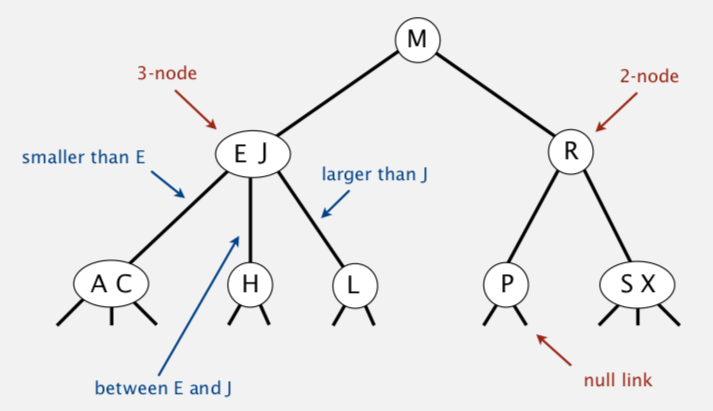 M
3-node
2-node
E J
R
smaller than E
larger than J
A C
H
L
P
S X
between E and J
null link